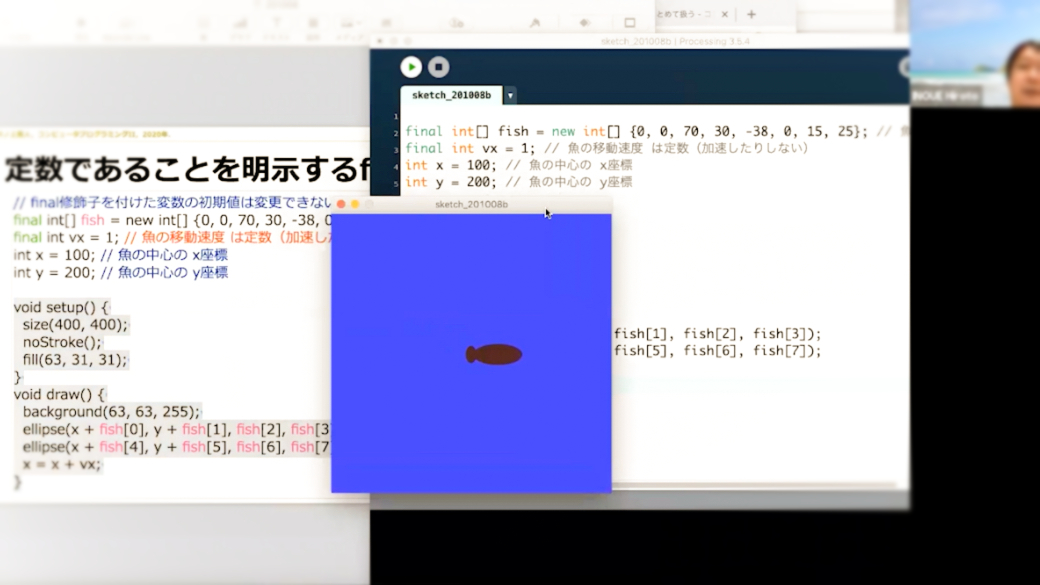 とめて扱う - コ
sketch_201008b | Processing 3.5.4
sketch_201008b
1
2 final int[] fish = new int[] {0, 0, 70, 30, -38, 0, 15, 25}; //
3 final int vx = 1; // 魚の移動速度 は定数（加速したりしない）
4 int x = 100; // 魚の中心の x座標
5 int y = 200; // 魚の中心の y座標
fish[1], fish[2], fish[3]);
fish[5], fish[6], fish[7]);
定数であることを明示するf
// final修飾子を付けた変数の初期値は変更できない
final int[] fish = new int[] {0, 0, 70, 30, -38, 0
final int vx = 1; // 魚の移動速度 は定数（加速した
int x = 100; // 魚の中心の x座標
int y = 200; // 魚の中心の y座標
void setup() {
size(400, 400);
noStroke();
fill(63, 31, 31);
}
void draw() {
background(63, 63, 255);
ellipse(x + fish[0], y + fish[1], fish[2], fish[3
ellipse(x + fish[4], y + fish[5], fish[6], fish[7
x = x + vx;
}
sketch_201008b
INOUE Hiroto